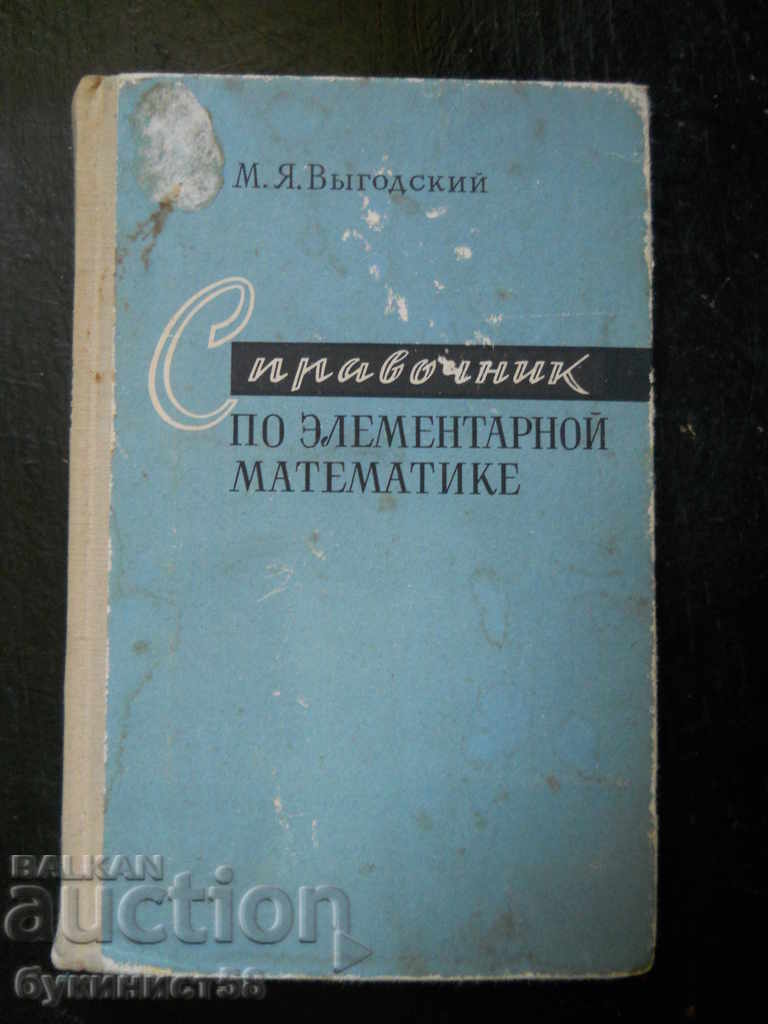 М. Я. Выгодский
Справочник
ПО ЭЛЕМЕНТАРНОЙ
МАТЕМАТИКЕ
BALKAN
auction
букинист58